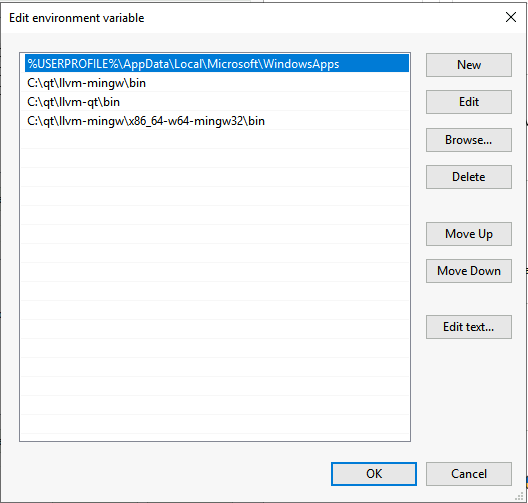 Edit environment variable
%USERPROFILE%\AppData\Local\Microsoft\WindowsApps
C:\qt\llvm-mingw\bin
C:\qt\llvm-qt\bin
C:\qt\llvm-mingw\x86_64-w64-mingw32\bin
New
Edit
Browse...
Delete
Move Up
Move Down
Edit text...
OK
Cancel